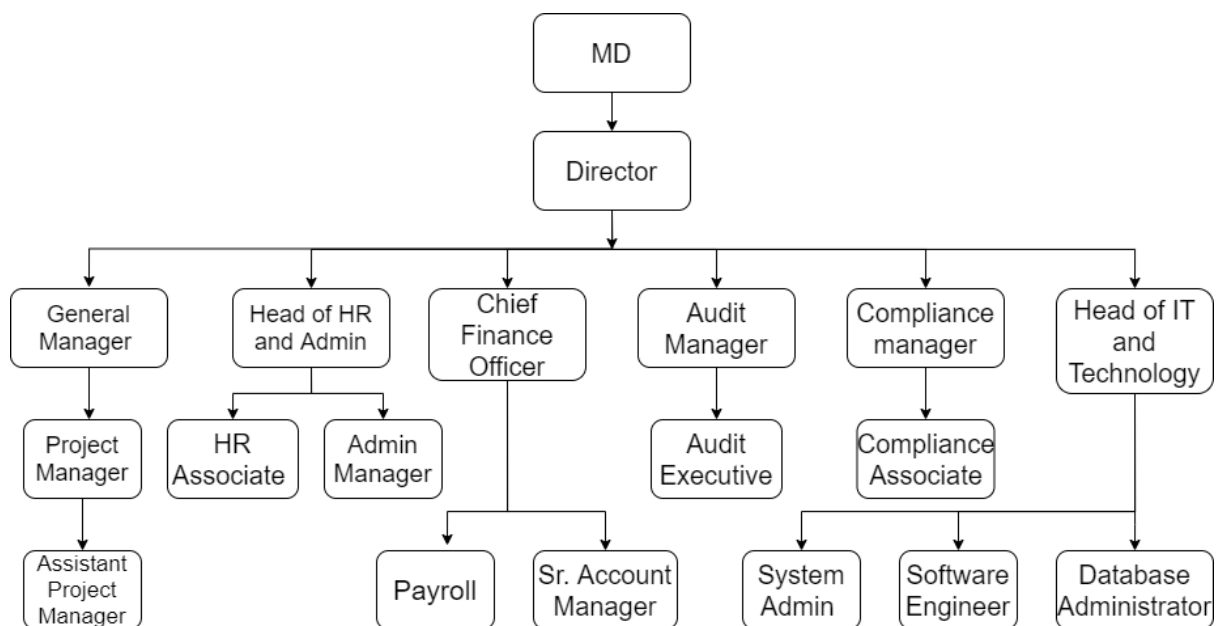 MD
Director
General
Manager
Head of HR
and Admin
Chief
Finance
Officer
Audit
Manager
Compliance
manager
Head of IT
and
Technology
Project
Manager
HR
Associate
Admin
Manager
Audit
Executive
Compliance
Associate
Assistant
Project
Manager
Payroll
Sr. Account
Manager
System
Admin
Software
Engineer
Database
Administrator